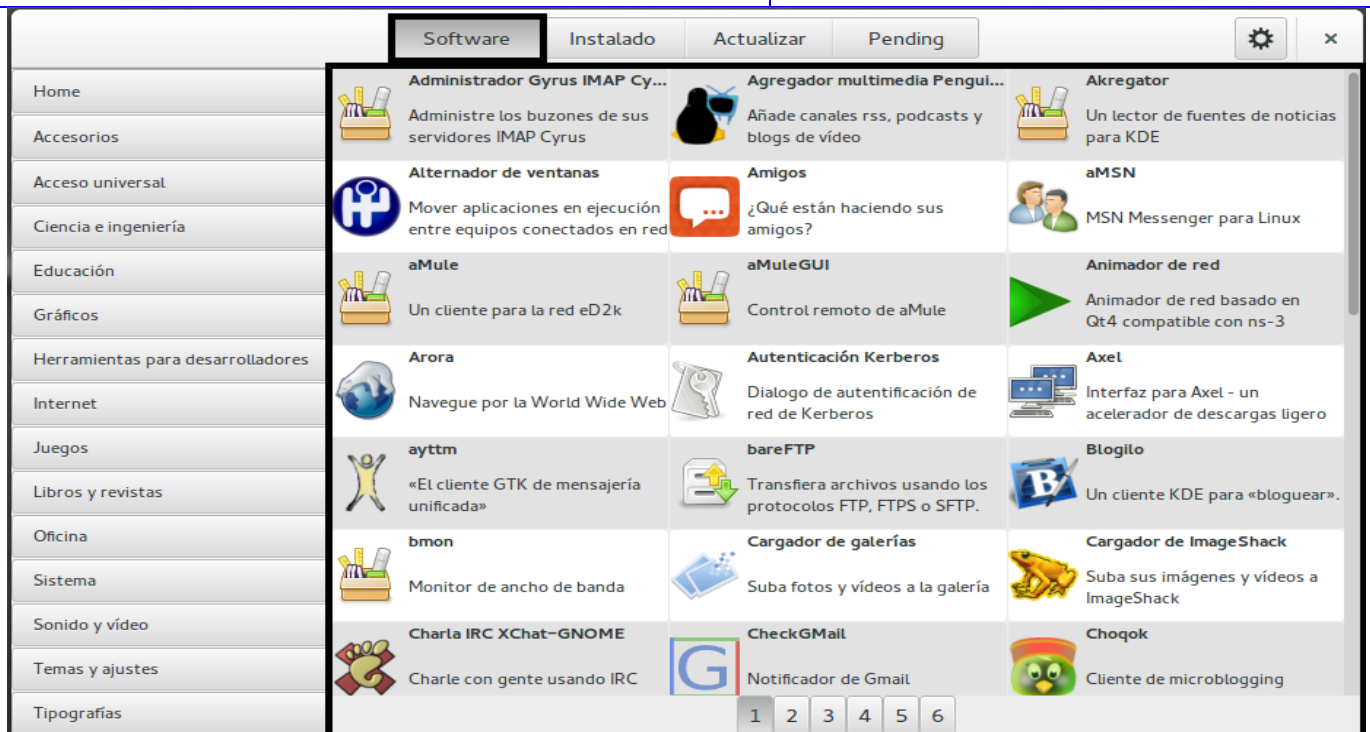 Software Instalado Actualizar Pending
Home
Accesorios
Acceso universal
Ciencia e ingeniería
Educación
Gráficos
Herramientas para desarrolladores
Internet
Juegos
Libros y revistas
Oficina
Sistema
Sonido y vídeo
Temas y ajustes
Tipografías
Administrador Gyrus IMAP Cy...
Administre los buzones de sus
servidores IMAP Cyrus
Agregador multimedia Pengui...
Añade canales rss, podcasts y
blogs de vídeo
Akregator
Un lector de fuentes de noticias
para KDE
Alternador de ventanas
Mover aplicaciones en ejecución
entre equipos conectados en red
Amigos
¿Qué están haciendo sus
amigos?
aMSN
MSN Messenger para Linux
aMule
Un cliente para la red eD2k
aMuleGUI
Control remoto de aMule
Animador de red
Animador de red basado en
Qt4 compatible con ns-3
Arora
Navegue por la World Wide Web
Autenticación Kerberos
Dialogo de autentificación de
red de Kerberos
Axel
Interfaz para Axel - un
acelerador de descargas ligero
ayttm
«El cliente GTK de mensajería
unificada»
bareFTP
Transfiera archivos usando los
protocolos FTP, FTPS o SFTP.
Blogilo
Un cliente KDE para «bloguear».
bmon
Monitor de ancho de banda
Cargador de galerías
Suba fotos y vídeos a la galería
Cargador de ImageShack
Suba sus imágenes y vídeos a
ImageShack
Charla IRC XChat-GNOME
Charle con gente usando IRC
CheckGMail
Notificador de Gmail
Choqok
Cliente de microblogging
1 2 3 4 5 6